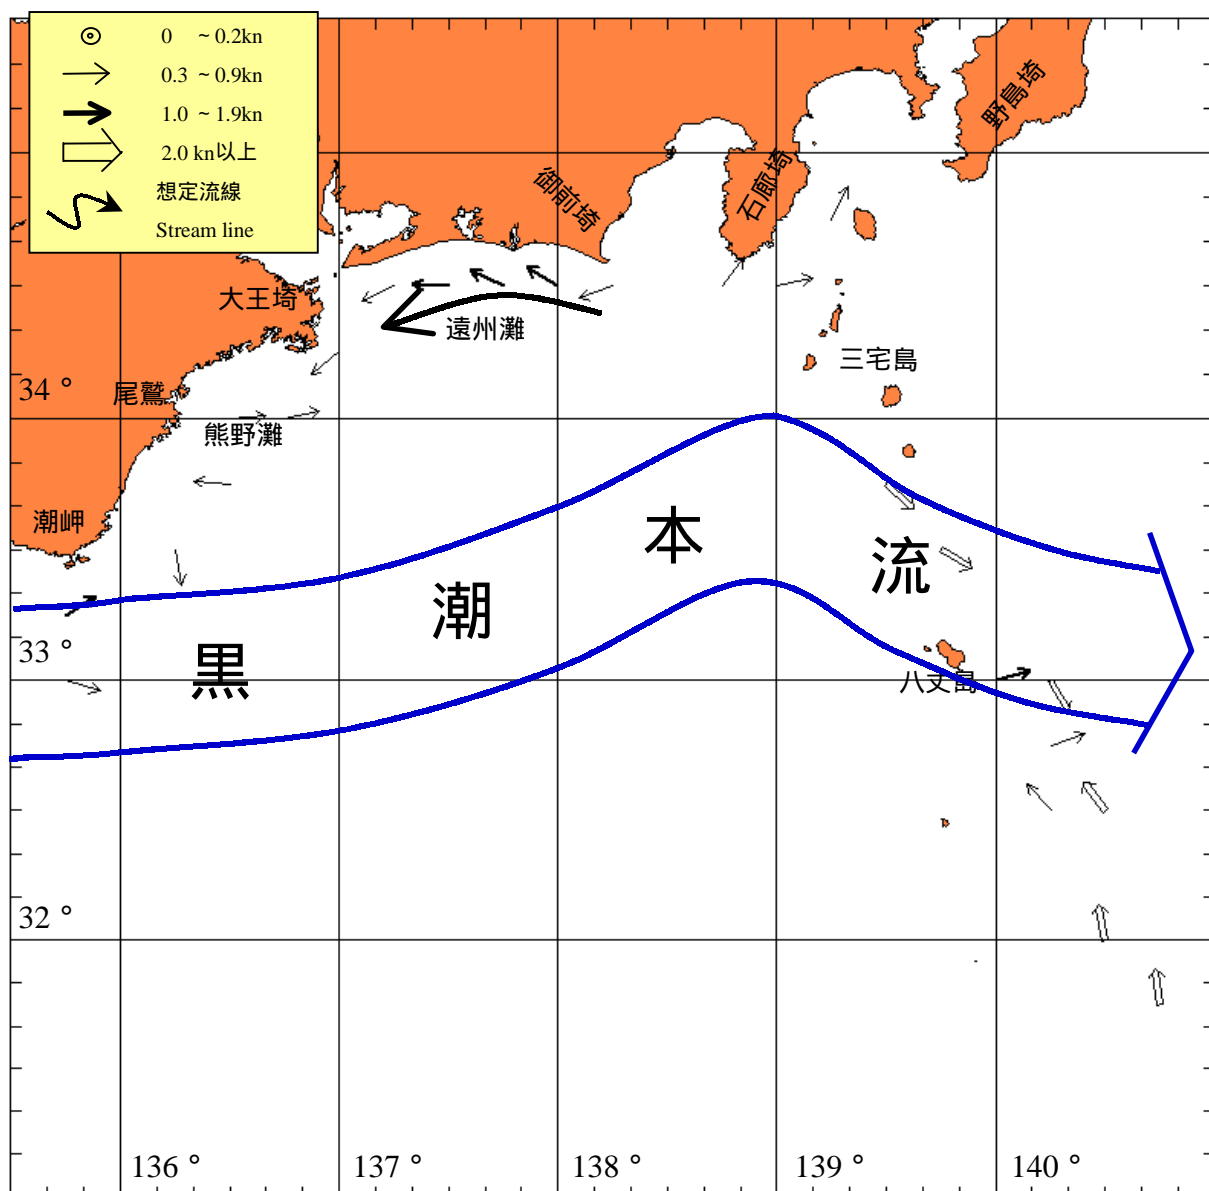 0 ~ 0.2kn
0.3 ~ 0.9kn
1.0 ~ 1.9kn
2.0 kn以上
想定流線
Stream line
野島埼
石廊埼
御前埼
大王埼
遠州灘
三宅島
34 °
尾鷲
熊野灘
潮岬
本
流
潮
黒
33 °
八丈島
32 °
136 °
137 °
138 °
139 °
140 °